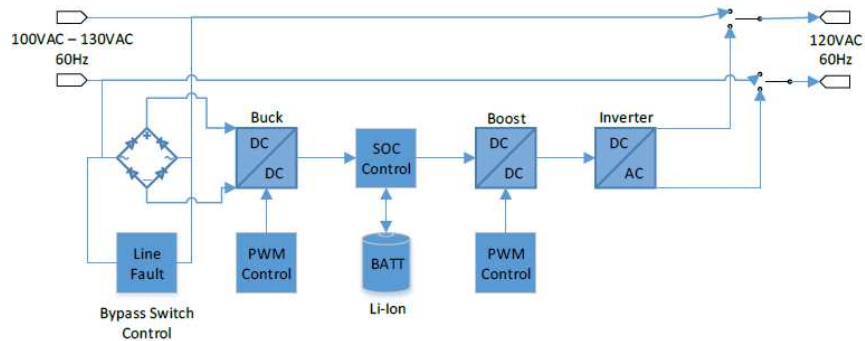 100VAC – 130VAC
60Hz
120VAC
60Hz
Buck
Boost
Inverter
+
~
~
–
DC
DC
SOC
Control
DC
DC
DC
AC
Line
Fault
PWM
Control
BATT
PWM
Control
Li-Ion
Bypass Switch
Control